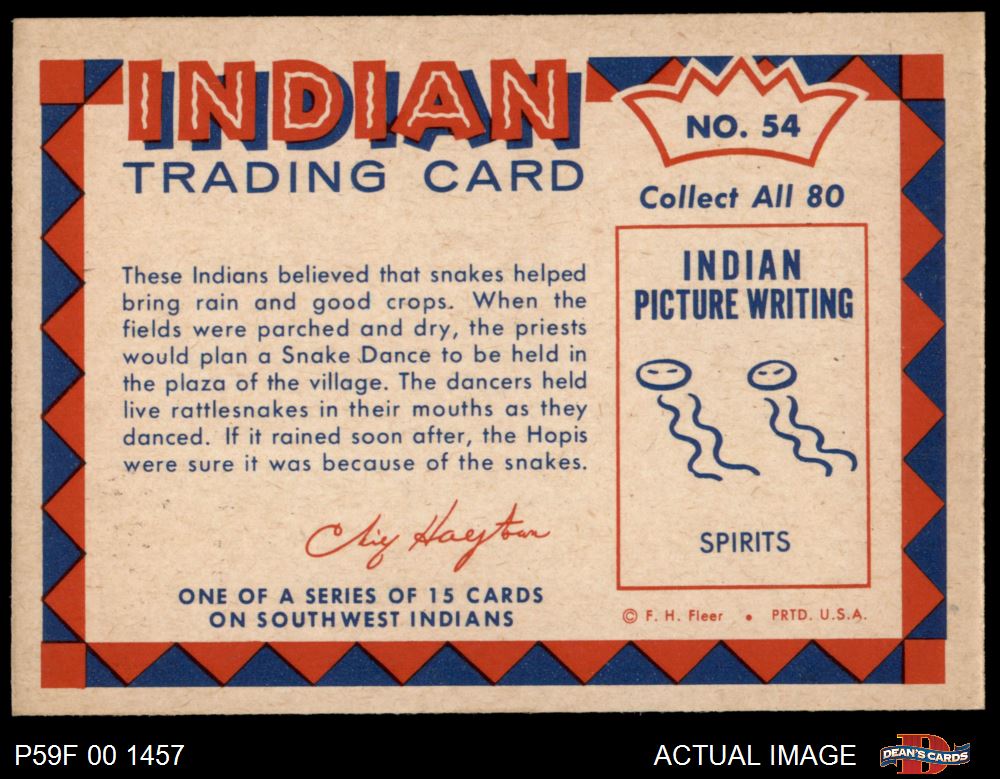 INDIAN
TRADING CARD
NO. 54
Collect All 80
These Indians believed that snakes helped
bring rain and good crops. When the
fields were parched and dry, the priests
would plan a Snake Dance to be held in
the plaza of the village. The dancers held
live rattlesnakes in their mouths as they
danced. If it rained soon after, the Hopis
were sure it was because of the snakes.
ONE OF A SERIES OF 15 CARDS
ON SOUTHWEST INDIANS
INDIAN
PICTURE WRITING
SPIRITS
© F. H. Fleer • PRTD. U.S.A.
P59F 00 1457
ACTUAL IMAGE
DEAN'S CARDS